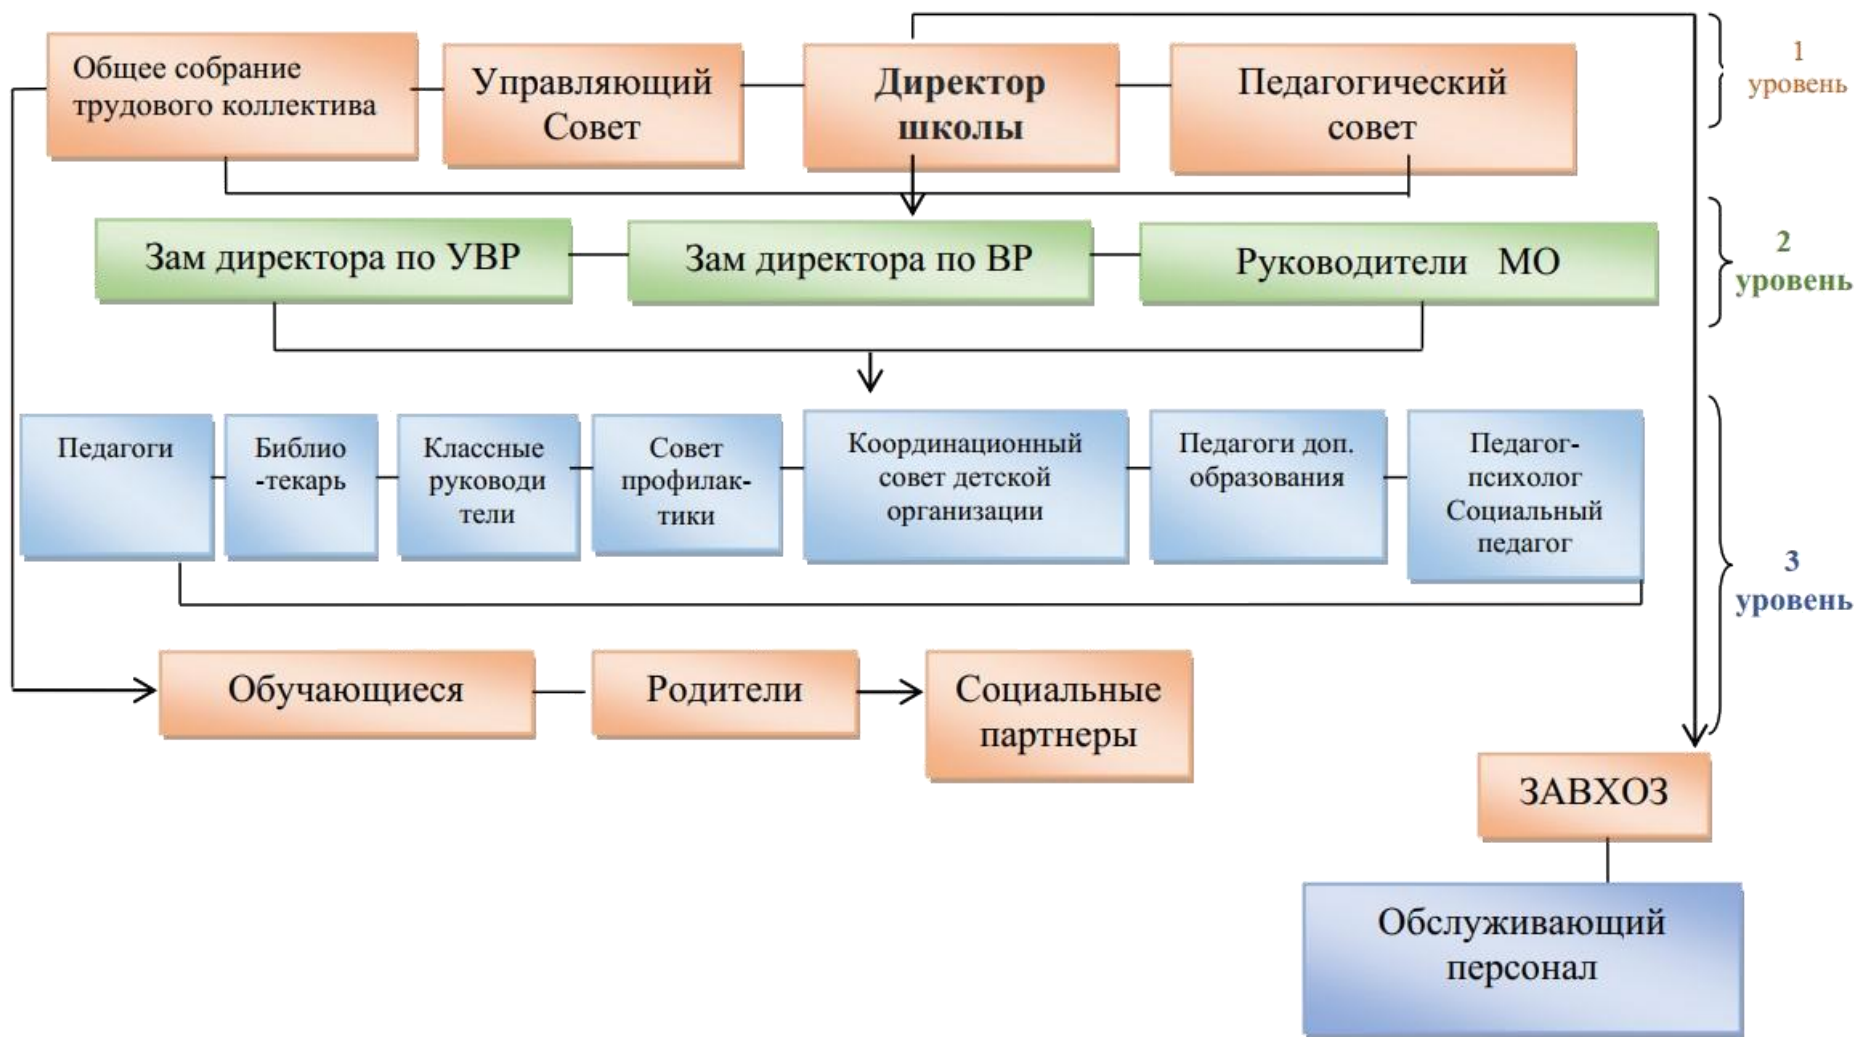 Общее собрание
трудового коллектива
Управляющий
Совет
Директор
школы
Педагогический
совет
1
уровень
Зам директора по УВР
Зам директора по ВР
Руководители МО
2
уровень
Педагоги
Библио
-текарь
Классные
руководи
тели
Совет
профилак-
тики
Координационный
совет детской
организации
Педагоги доп.
образования
Педагог-
психолог
Социальный
педагог
3
уровень
Обучающиеся
Родители
Социальные
партнеры
ЗАВХОЗ
Обслуживающий
персонал